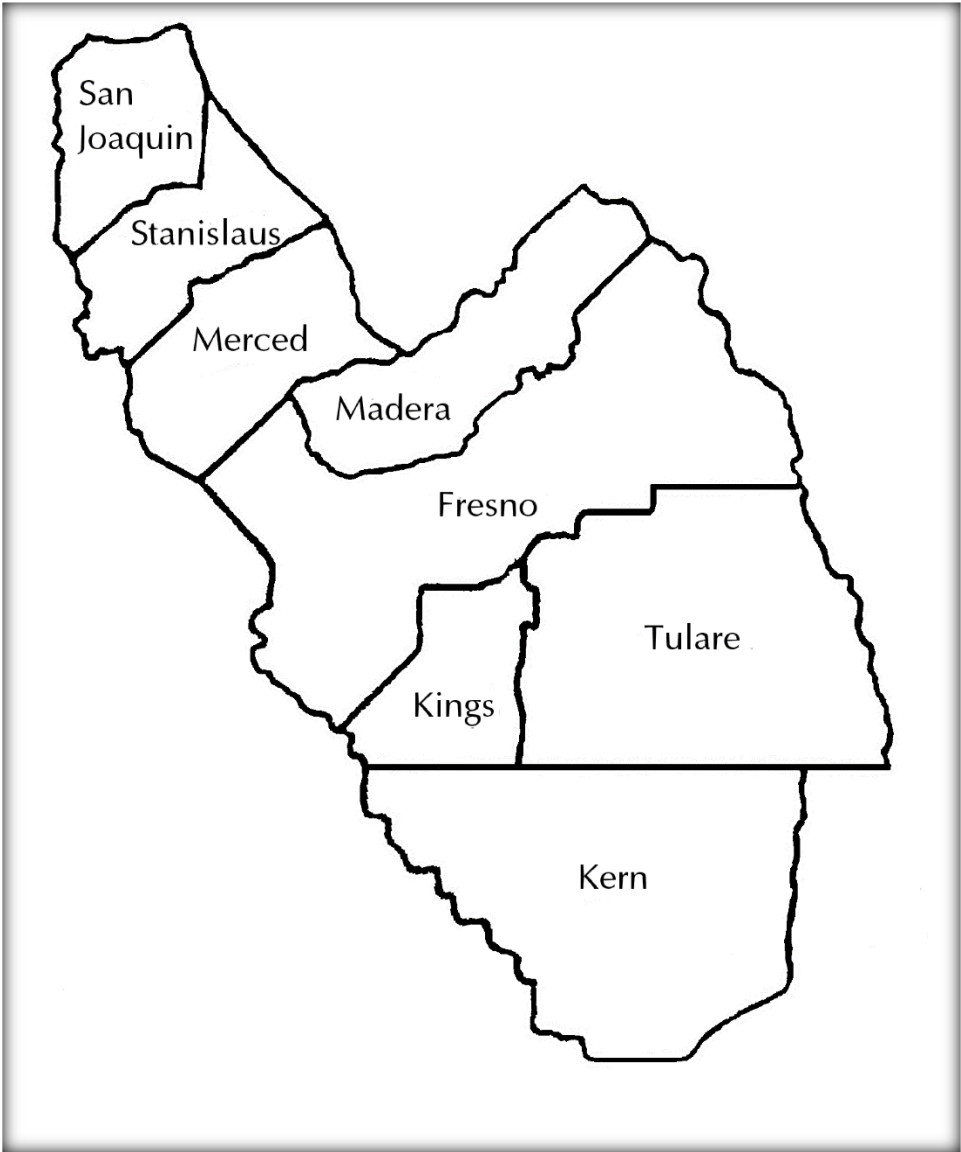 San
Joaquin
Stanislaus
Merced
Madera
Fresno
Tulare
Kings
Kern